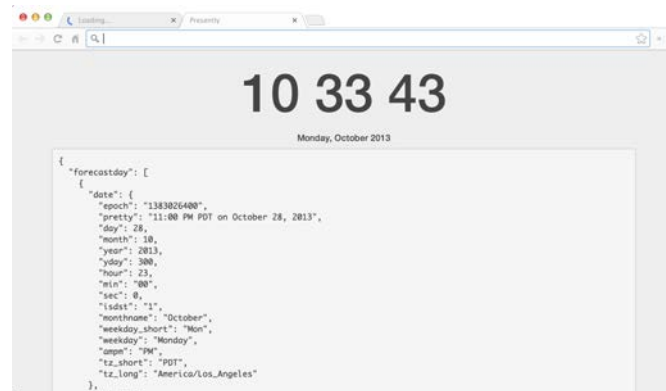 Loading...
Presently
10 33 43
Monday, October 2013
{
"forecastday": [
{
"date": {
"epoch": "1383026400",
"pretty": "11:00 PM PDT on October 28, 2013",
"day": 28,
"month": 10,
"year": 2013,
"yday": 300,
"hour": 23,
"min": "00",
"sec": 0,
"isdst": "1",
"monthname": "October",
"weekday_short": "Mon",
"weekday": "Monday",
"ampm": "PM",
"tz_short": "PDT",
"tz_long": "America/Los_Angeles"
},